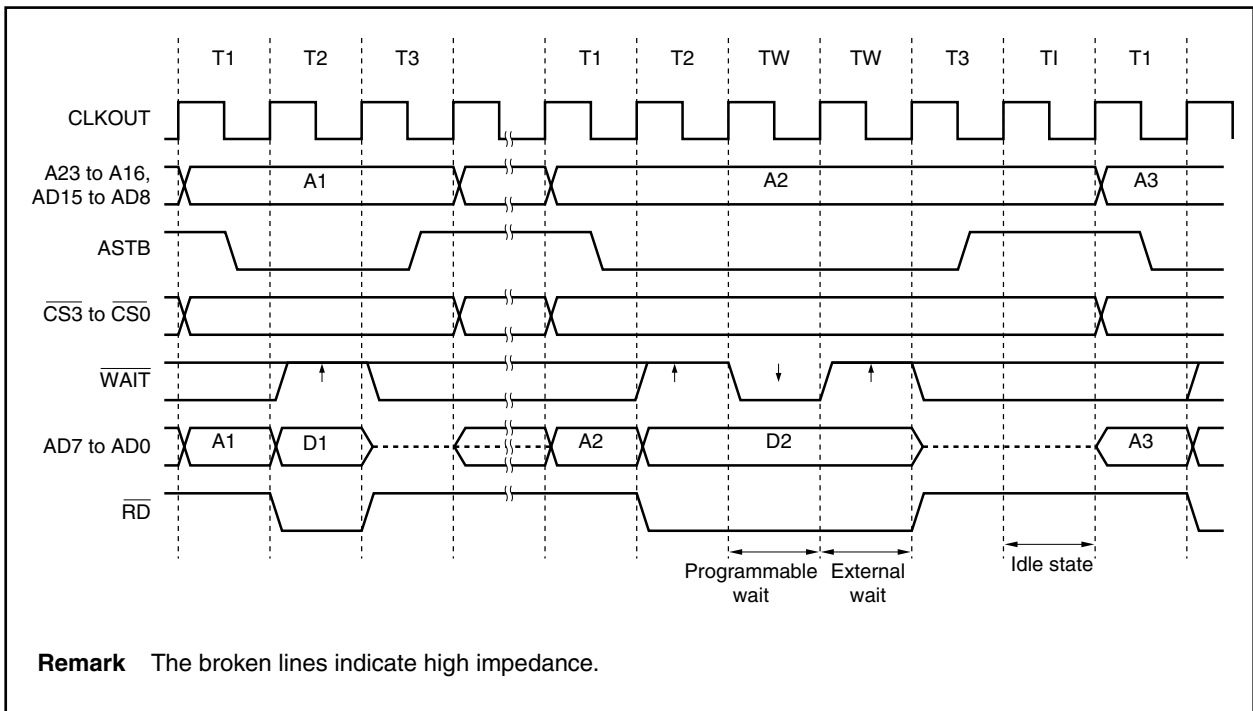 T1 T2 T3 T1 T2 TW TW T3 TI T1
CLKOUT
A23 to A16,
AD15 to AD8
A1 A2 A3
ASTB
CS3 to CS0
WAIT
AD7 to AD0
A1 D1 A2 D2 A3
RD
Programmable
wait
External
wait
Idle state
Remark The broken lines indicate high impedance.